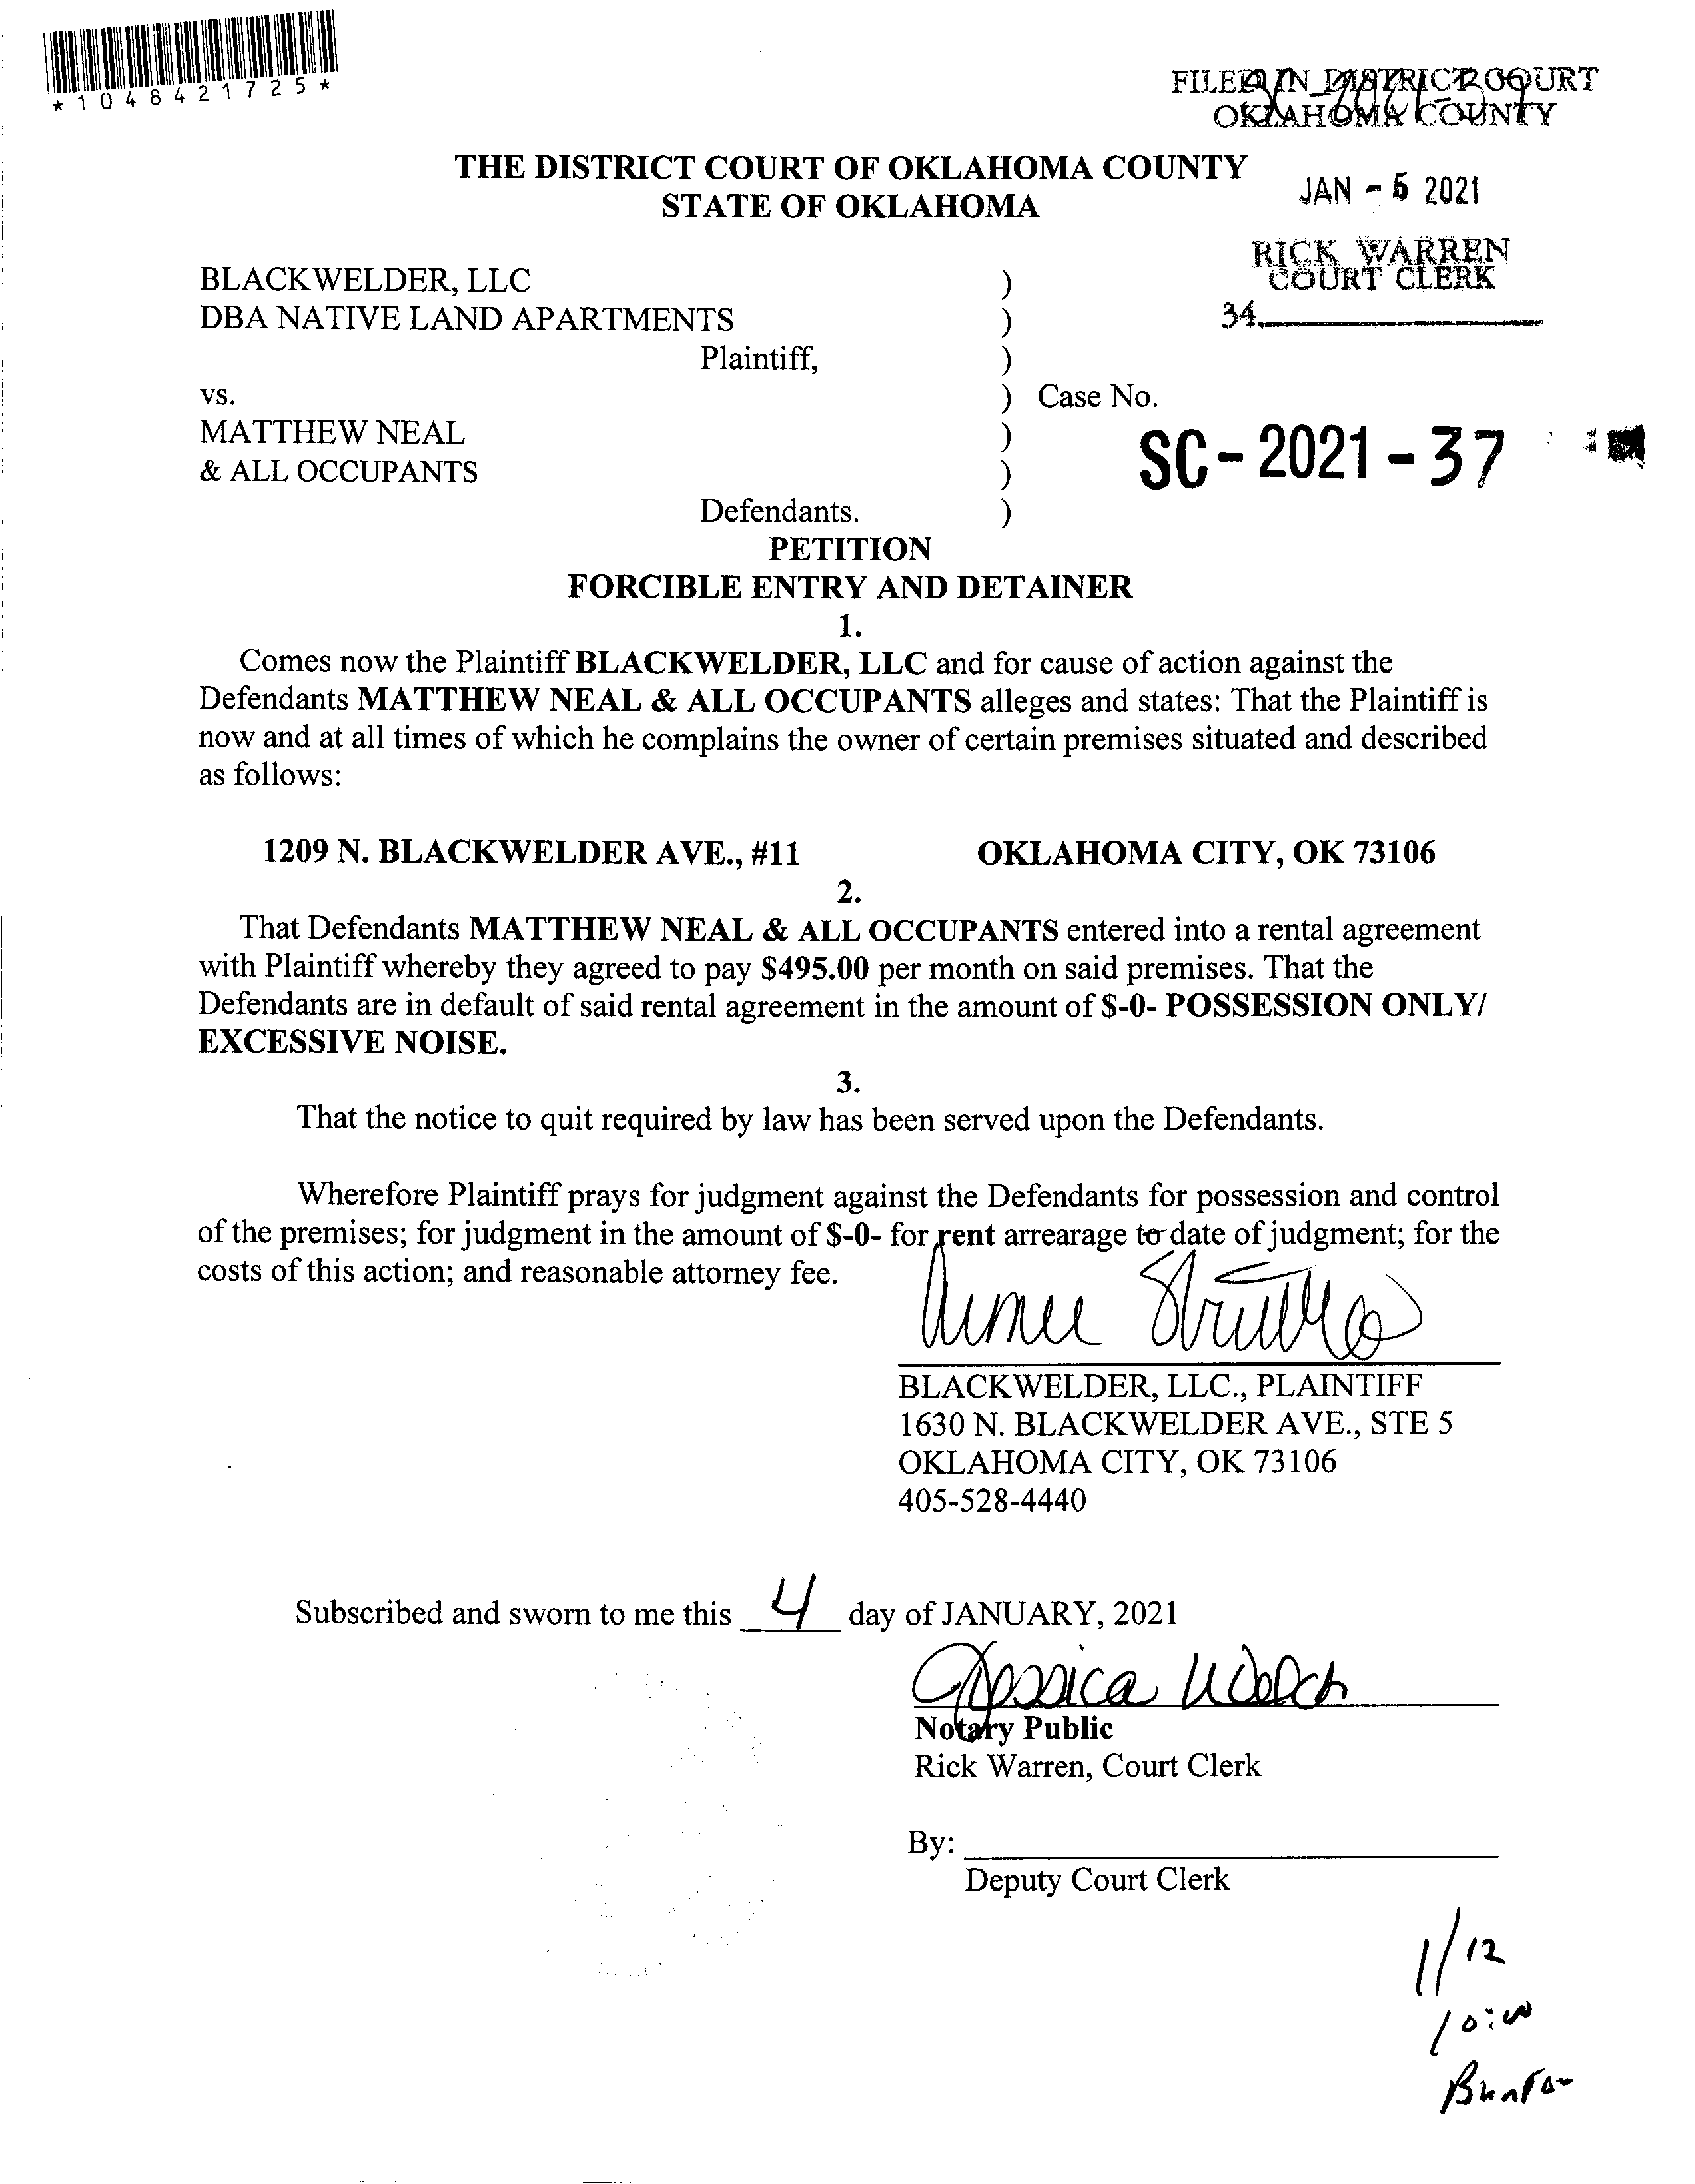 *1048421725*
FILED IN DISTRICT COURT
OKLAHOMA COUNTY
THE DISTRICT COURT OF OKLAHOMA COUNTY
STATE OF OKLAHOMA
JAN - 5 2021
RICK WARREN
COURT CLERK
34
BLACKWELDER, LLC )
DBA NATIVE LAND APARTMENTS )
Plaintiff, )
vs. ) Case No.
MATTHEW NEAL )
& ALL OCCUPANTS ) SC-2021-37
Defendants. )
PETITION
FORCIBLE ENTRY AND DETAINER
1.
Comes now the Plaintiff BLACKWELDER, LLC and for cause of action against the
Defendants MATTHEW NEAL & ALL OCCUPANTS alleges and states: That the Plaintiff is
now and at all times of which he complains the owner of certain premises situated and described
as follows:
1209 N. BLACKWELDER AVE., #11 OKLAHOMA CITY, OK 73106
2.
That Defendants MATTHEW NEAL & ALL OCCUPANTS entered into a rental agreement
with Plaintiff whereby they agreed to pay $495.00 per month on said premises. That the
Defendants are in default of said rental agreement in the amount of $-0- POSSESSION ONLY/
EXCESSIVE NOISE.
3.
That the notice to quit required by law has been served upon the Defendants.
Wherefore Plaintiff prays for judgment against the Defendants for possession and control
of the premises; for judgment in the amount of $-0- for rent arrearage to date of judgment; for the
costs of this action; and reasonable attorney fee.
BLACKWELDER, LLC., PLAINTIFF
1630 N. BLACKWELDER AVE., STE 5
OKLAHOMA CITY, OK 73106
405-528-4440
Subscribed and sworn to me this 4 day of JANUARY, 2021
Jessica Welch
Notary Public
Rick Warren, Court Clerk
By:
Deputy Court Clerk
1/12
10:00